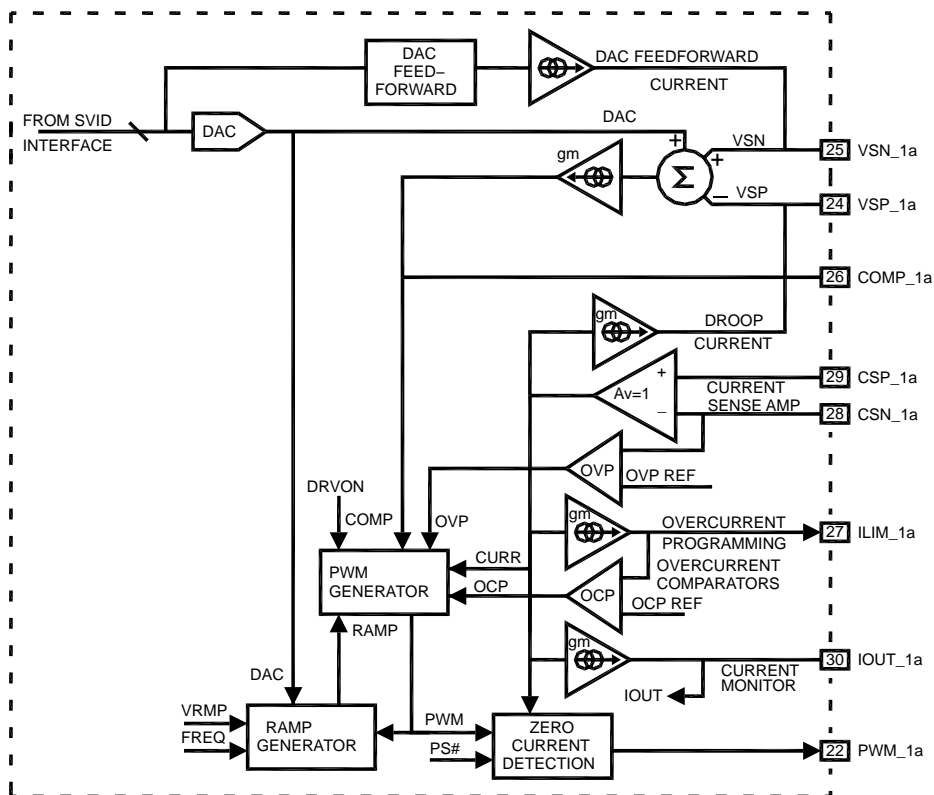 DAC
FEED–
FORWARD
DAC FEEDFORWARD
CURRENT
FROM SVID
INTERFACE
DAC
DAC
+
gm
Σ
VSN
+
25
VSN_1a
–
VSP
24
VSP_1a
26
COMP_1a
gm
DROOP
CURRENT
Av=1
+
–
29
CSP_1a
CURRENT
SENSE AMP
28
CSN_1a
OVP
OVP REF
DRVON
COMP
OVP
gm
OVERCURRENT
PROGRAMMING
27
ILIM_1a
PWM
GENERATOR
CURR
OCP
OCP
OVERCURRENT
COMPARATORS
OCP REF
RAMP
gm
30
IOUT_1a
CURRENT
MONITOR
IOUT
DAC
VRMP
FREQ
RAMP
GENERATOR
PWM
PS#
ZERO
CURRENT
DETECTION
22
PWM_1a